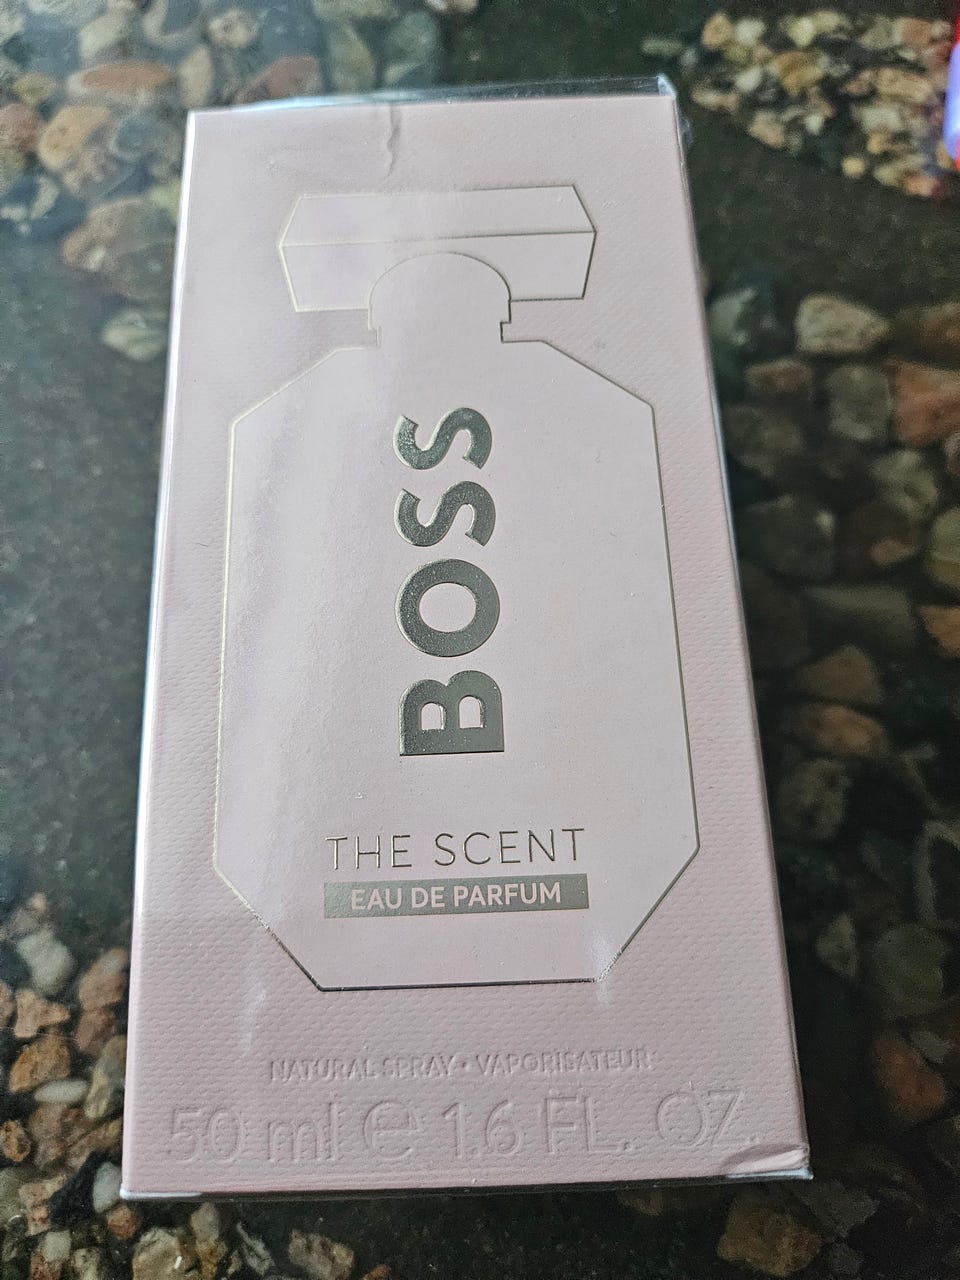 BOSS
THE SCENT
EAU DE PARFUM
NATURAL SPRAY • VAPORISATEUR
50 ml ℮ 1.6 FL. OZ.